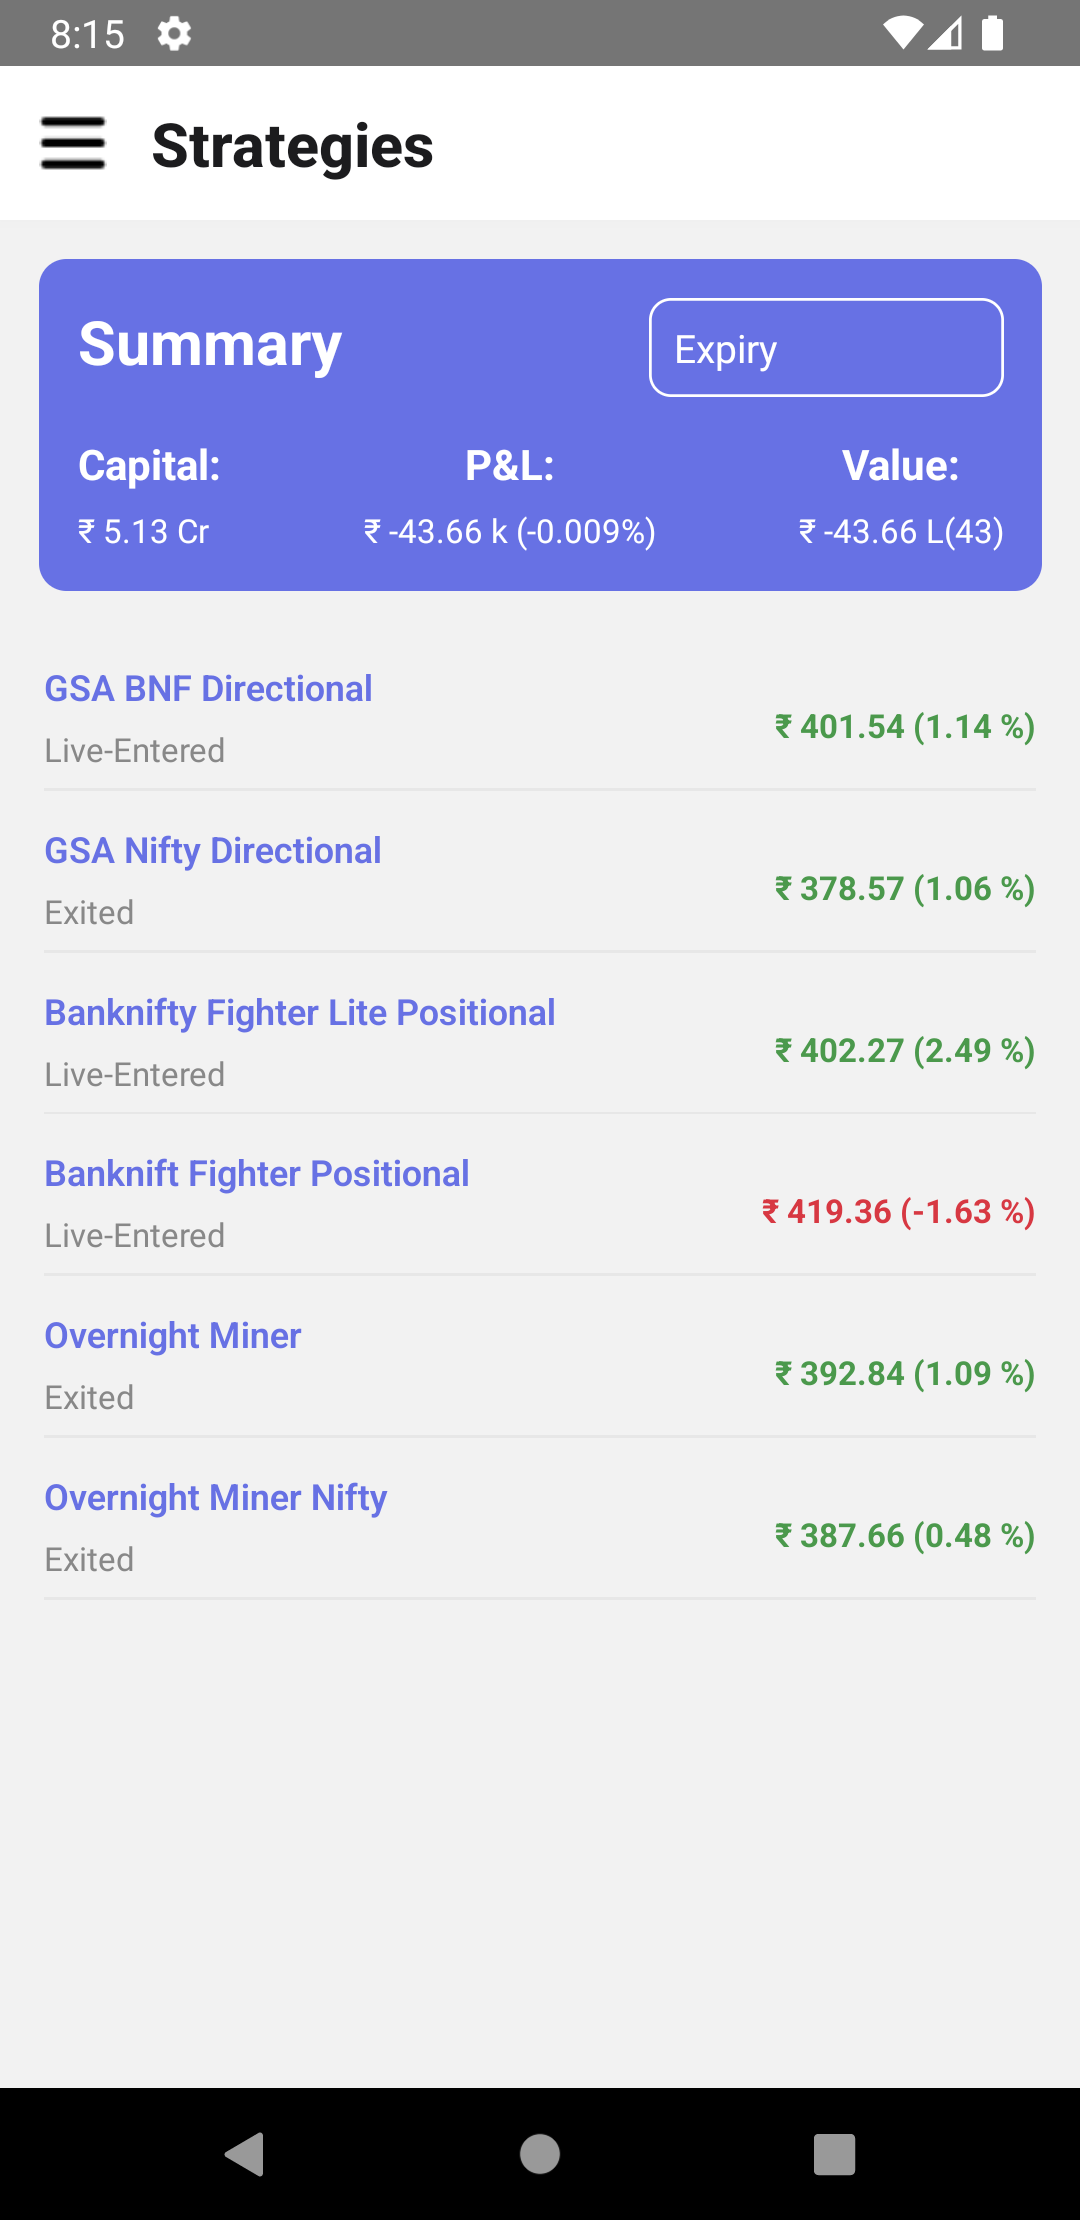 8:15
Strategies
Summary
Expiry
Capital: P&L: Value:
₹ 5.13 Cr ₹ -43.66 k (-0.009%) ₹ -43.66 L(43)
GSA BNF Directional
₹ 401.54 (1.14 %)
Live-Entered
GSA Nifty Directional
₹ 378.57 (1.06 %)
Exited
Banknifty Fighter Lite Positional
₹ 402.27 (2.49 %)
Live-Entered
Banknift Fighter Positional
₹ 419.36 (-1.63 %)
Live-Entered
Overnight Miner
₹ 392.84 (1.09 %)
Exited
Overnight Miner Nifty
₹ 387.66 (0.48 %)
Exited